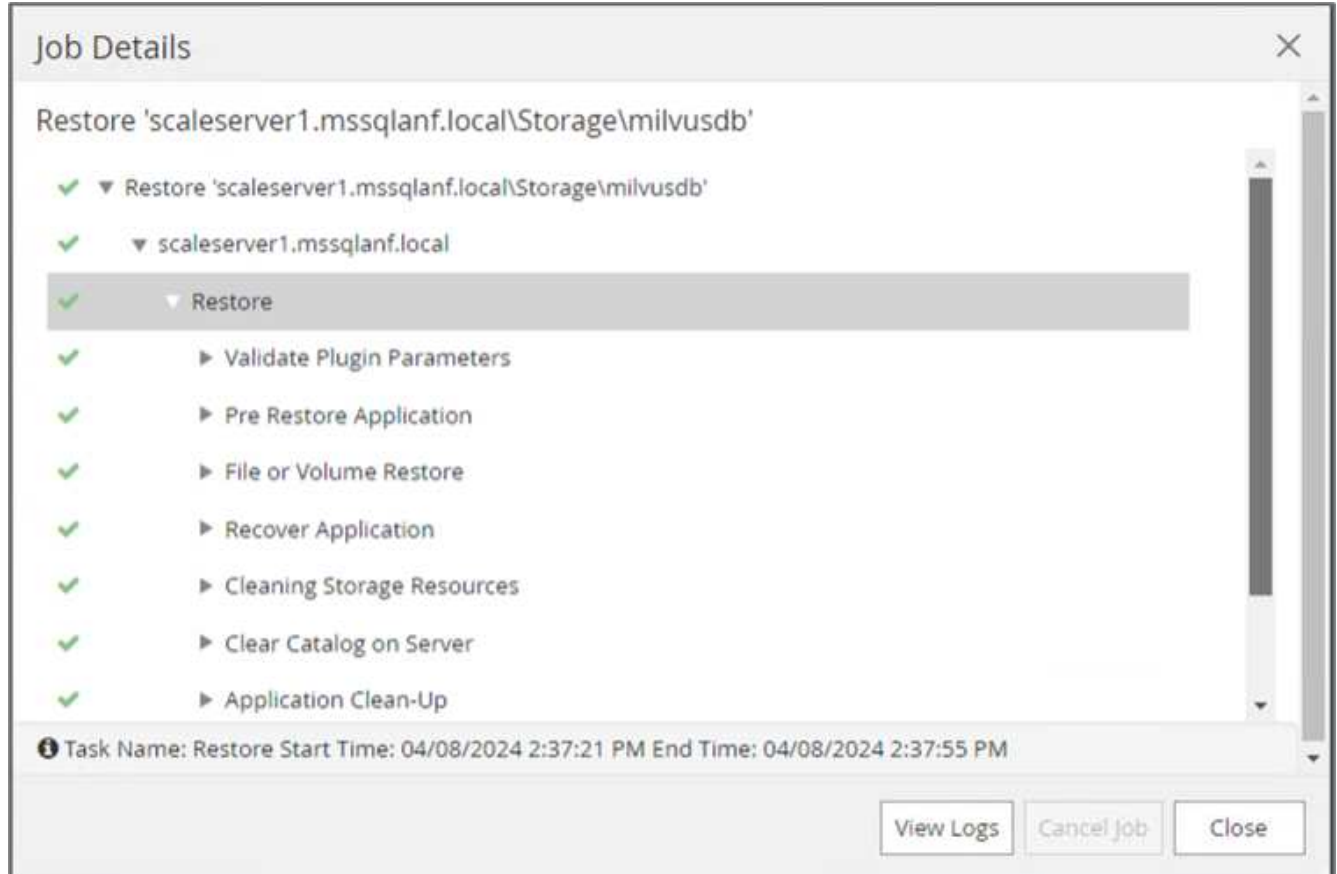 Job Details
Restore 'scaleserver1.mssqlanf.local\Storage\milvusdb'
Restore 'scaleserver1.mssqlanf.local\Storage\milvusdb'
scaleserver1.mssqlanf.local
Restore
Validate Plugin Parameters
Pre Restore Application
File or Volume Restore
Recover Application
Cleaning Storage Resources
Clear Catalog on Server
Application Clean-Up
Task Name: Restore Start Time: 04/08/2024 2:37:21 PM End Time: 04/08/2024 2:37:55 PM
View Logs Cancel Job Close